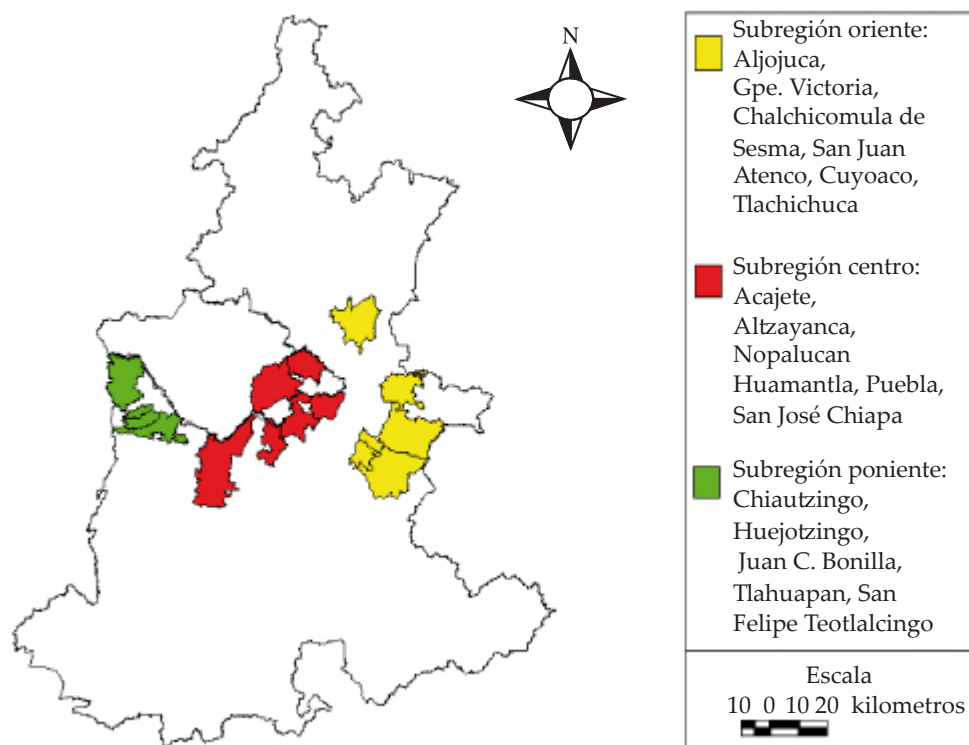 N
Subregión oriente:
Aljojuca,
Gpe. Victoria,
Chalchicomula de
Sesma, San Juan
Atenco, Cuyoaco,
Tlachichuca
Subregión centro:
Acajete,
Altzayanca,
Nopalucan
Huamantla, Puebla,
San José Chiapa
Subregión poniente:
Chiautzingo,
Huejotzingo,
Juan C. Bonilla,
Tlahuapan, San
Felipe Teotlalcingo
Escala
10 0 10 20 kilometros